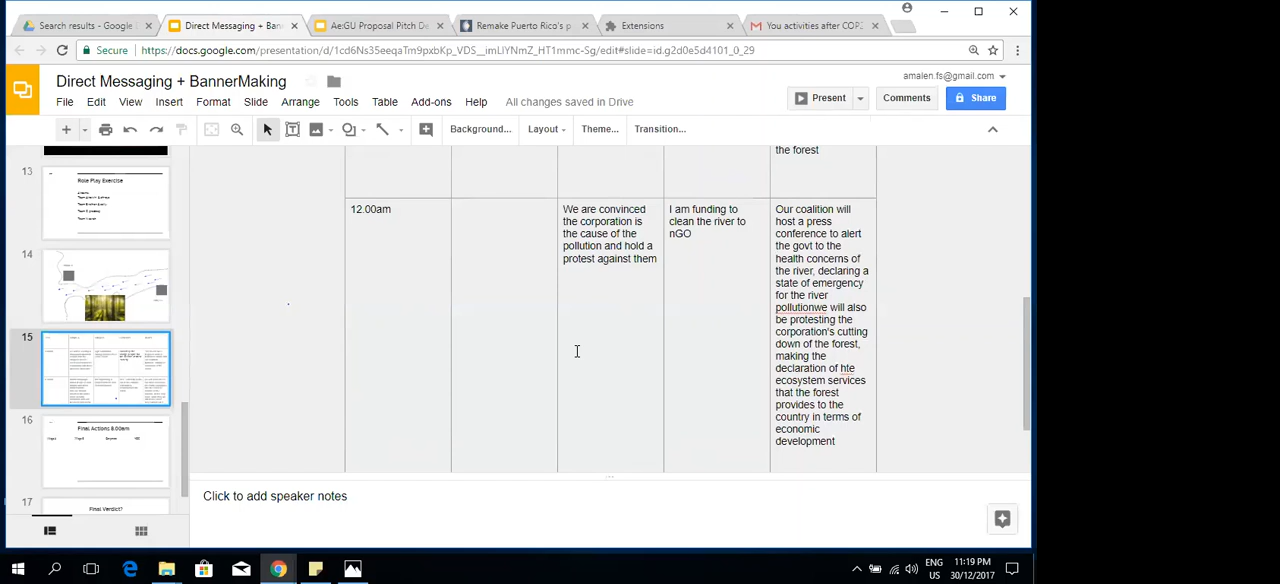 Search results - Google
Direct Messaging + Ban
Ae:GU Proposal Pitch De
Remake Puerto Rico's p
Extensions
You activities after COP2
Secure
https://docs.google.com/presentation/d/1cd6Ns35eeqaTm9pxbKp_VDS__imLlYNmZ_HT1mmc-Sg/edit#slide=id.g2d0e5d4101_0_29
Direct Messaging + BannerMaking
amalen.fs@gmail.com
File Edit View Insert Format Slide Arrange Tools Table Add-ons Help All changes saved in Drive
Present
Comments
Share
Background...
Layout
Theme...
Transition...
13
Role Play Exercise
14
15
16
Final Actions 8.00am
17
Final Verdict?
the forest
12.00am
We are convinced
the corporation is
the cause of the
pollution and hold a
protest against them
I am funding to
clean the river to
nGO
Our coalition will
host a press
conference to alert
the govt to the
health concerns of
the river, declaring a
state of emergency
for the river
pollutionwe will also
be protesting the
corporation's cutting
down of the forest,
making the
declaration of hte
ecosystem services
that the forest
provides to the
country in terms of
economic
development
Click to add speaker notes
ENG
US
11:19 PM
30/12/2017